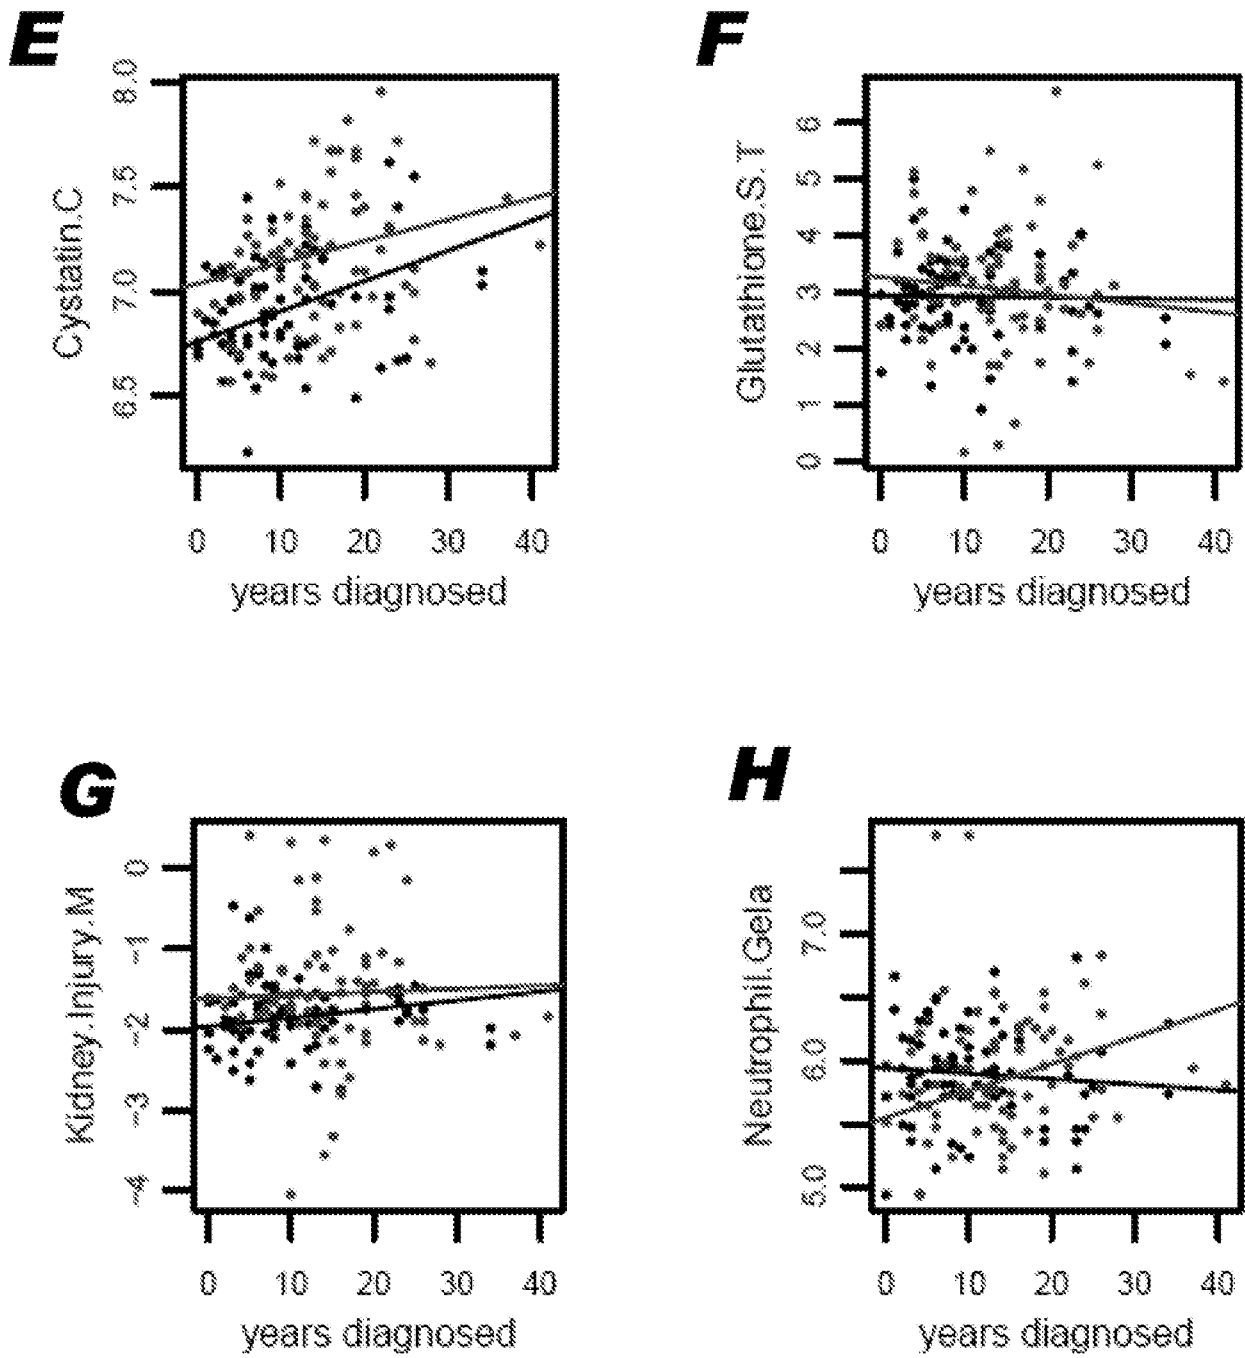 E
F
8.0
7.5
7.0
6.5
Cystatin.C
0 10 20 30 40
years diagnosed
6
5
4
3
2
1
0
Glutathione.S.T
0 10 20 30 40
years diagnosed
G
H
0
-1
-2
-3
-4
Kidney.Injury.M
0 10 20 30 40
years diagnosed
7.0
6.0
5.0
Neutrophil.Gela
0 10 20 30 40
years diagnosed